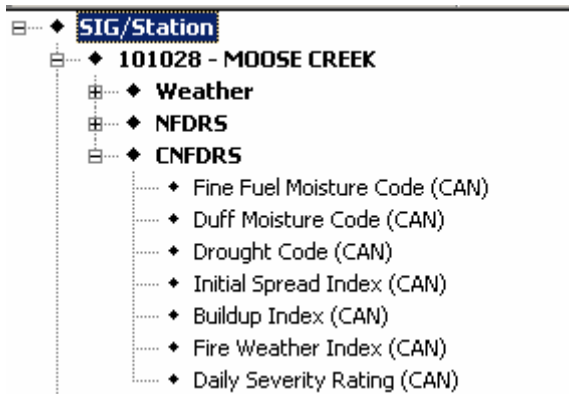 SIG/Station
101028 - MOOSE CREEK
Weather
NFDRS
CNFDRS
Fine Fuel Moisture Code (CAN)
Duff Moisture Code (CAN)
Drought Code (CAN)
Initial Spread Index (CAN)
Buildup Index (CAN)
Fire Weather Index (CAN)
Daily Severity Rating (CAN)